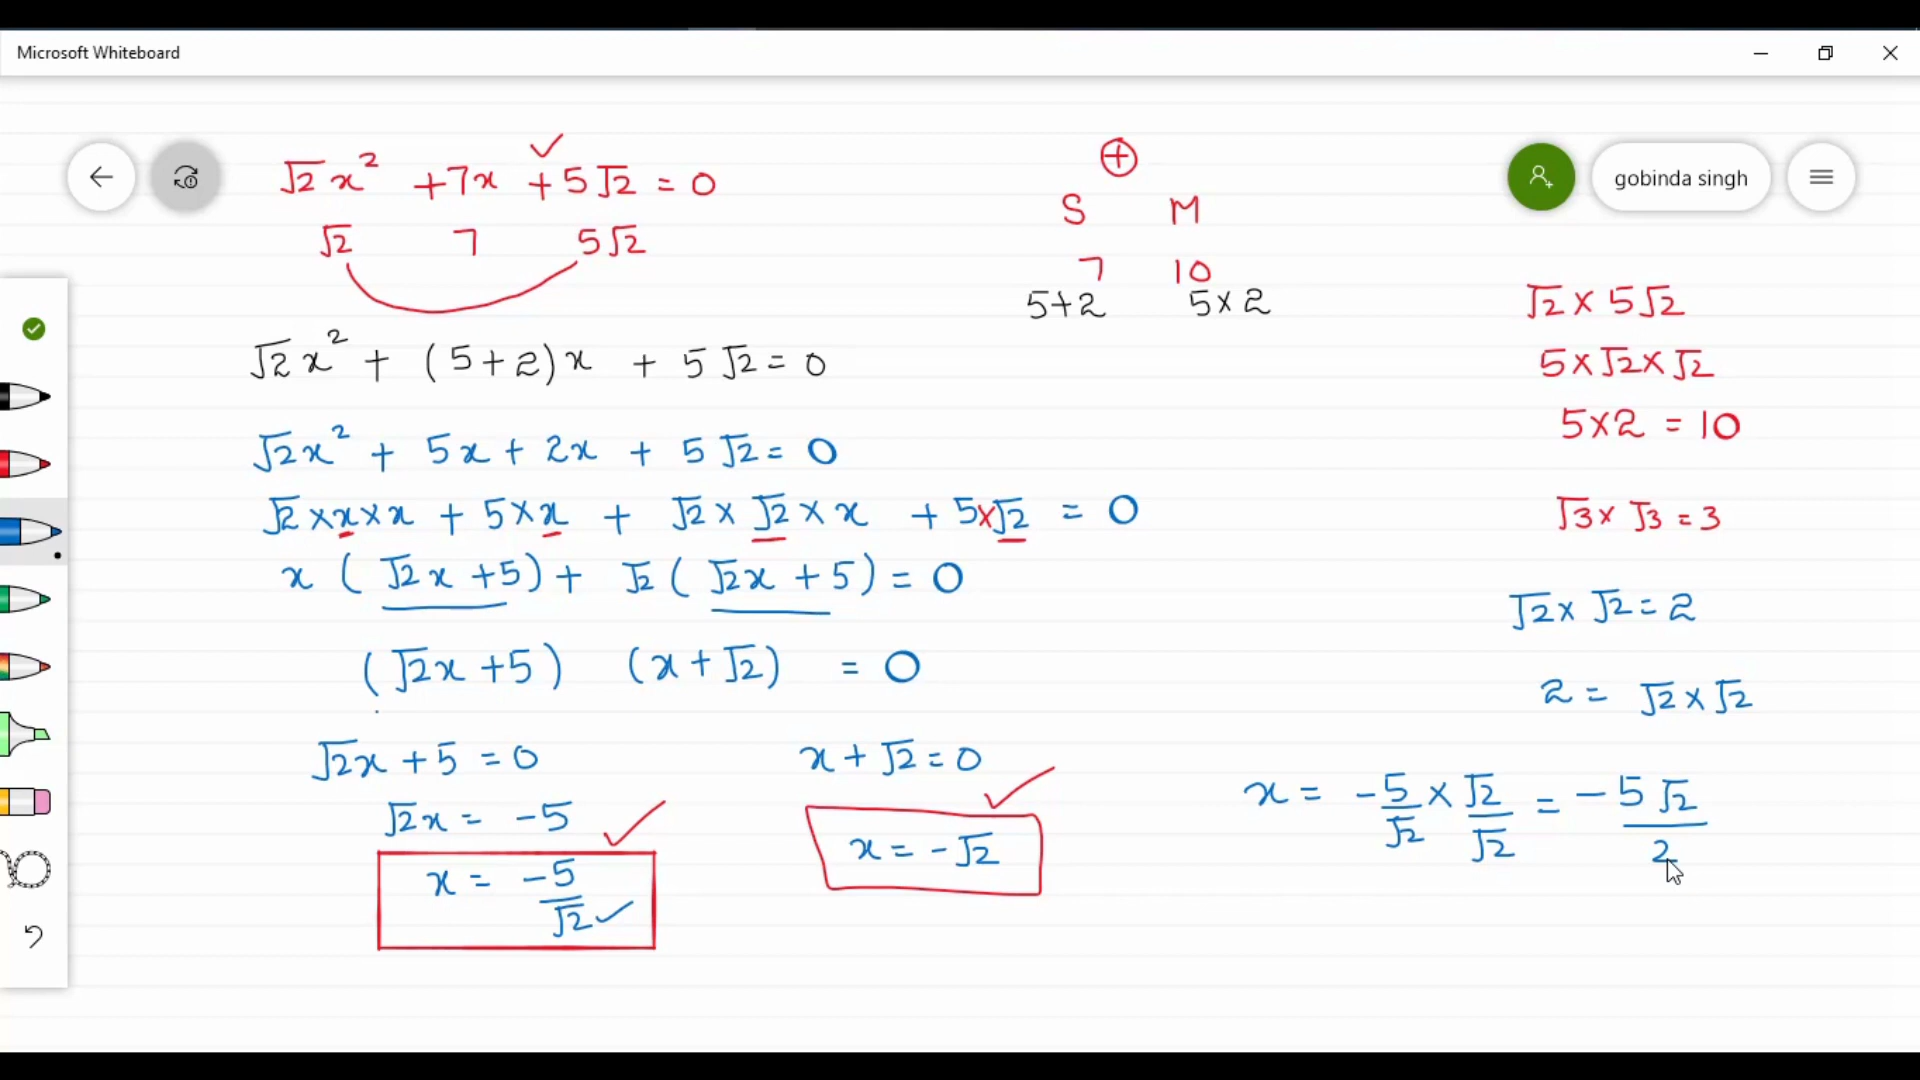 Microsoft Whiteboard
gobinda singh
√2x² + 7x + 5√2 = 0
√2 7 5√2
⊕
S M
7 10
5+2 5×2
√2x² + (5+2)x + 5√2 = 0
√2x² + 5x + 2x + 5√2 = 0
√2×x×x + 5×x + √2×√2×x + 5×√2 = 0
x(√2x+5) + √2(√2x+5) = 0
(√2x+5) (x+√2) = 0
√2x+5 = 0
√2x = -5
x = -5/√2
x+√2 = 0
x = -√2
√2×5√2
5×√2×√2
5×2 = 10
√3×√3 = 3
√2×√2 = 2
2 = √2×√2
x = -5/√2 × √2/√2 = -5√2/2